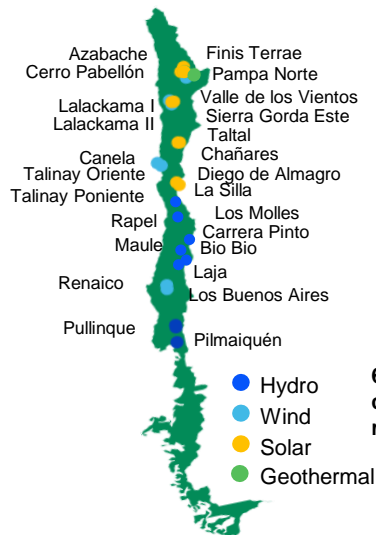 Azabache
Finis Terrae
Cerro Pabellón
Pampa Norte
Lalackama I
Valle de los Vientos
Lalackama II
Sierra Gorda Este
Taltal
Canela
Chañares
Talinay Oriente
Diego de Almagro
Talinay Poniente
La Silla
Rapel
Los Molles
Carrera Pinto
Maule
Bio Bio
Laja
Renaico
Los Buenos Aires
Pullinque
Pilmaiquén
Hydro
Wind
Solar
Geothermal